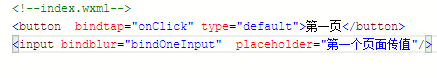 <!--index.wxml-->
<button  bindtap="onClick" type="default">第一页</button>
<input bindblur="bindOneInput"  placeholder="第一个页面传值"/>